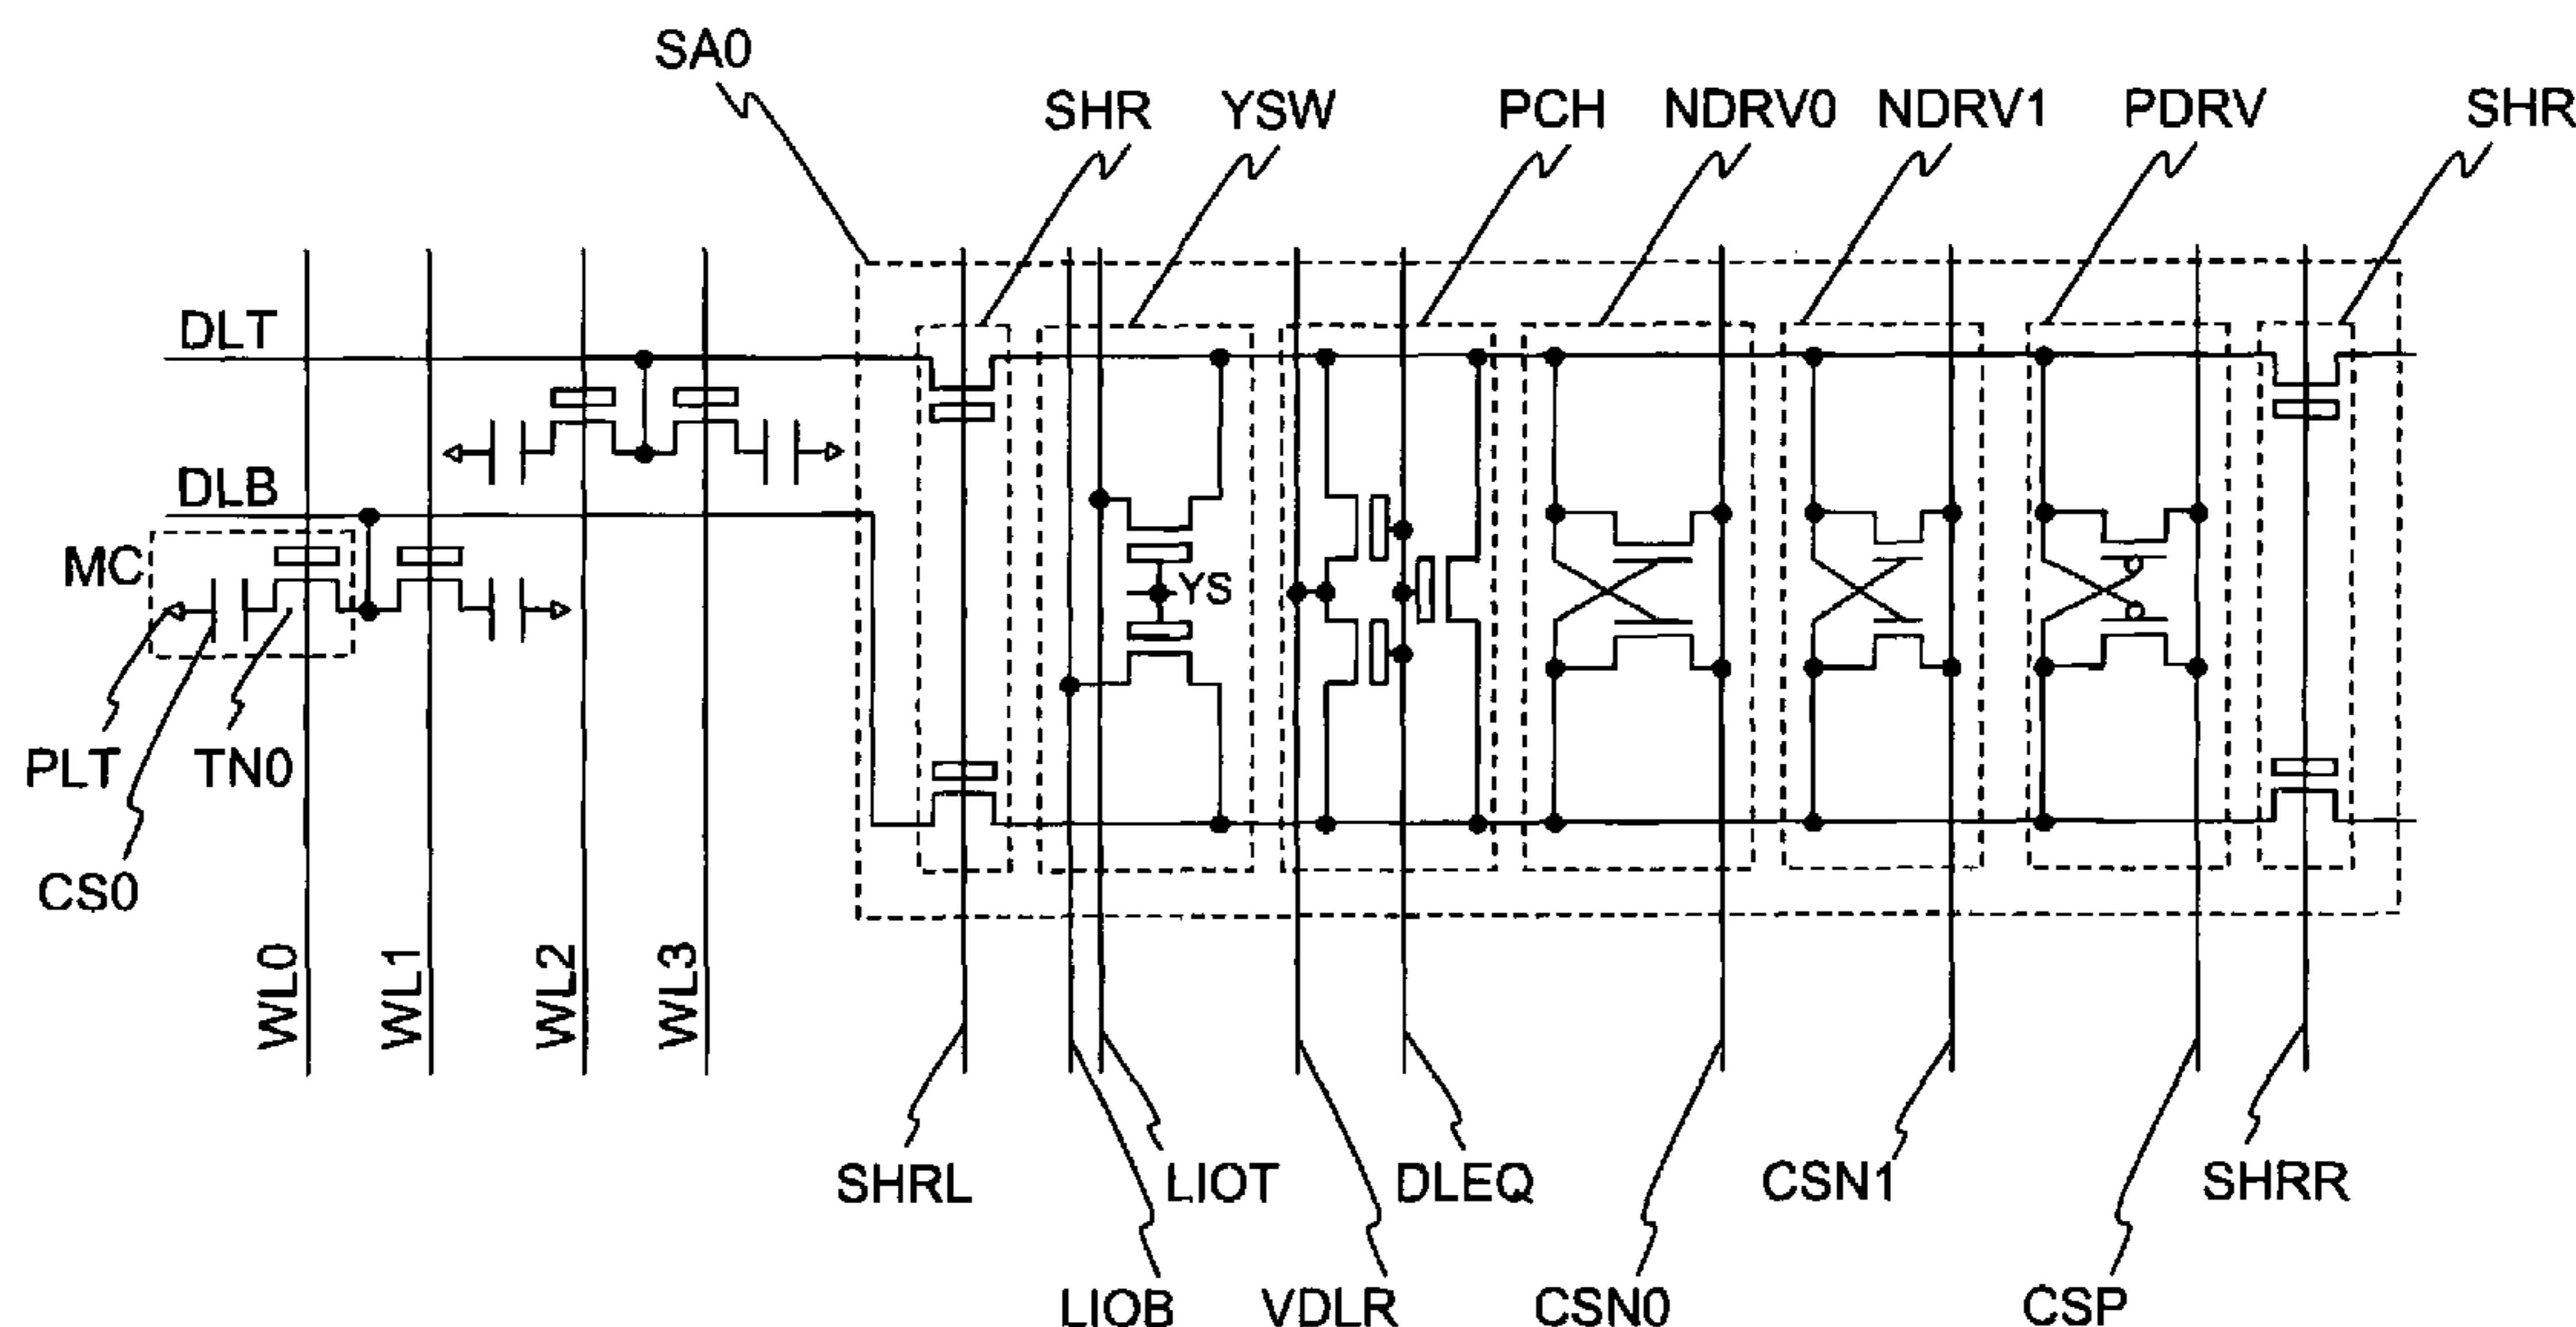 SA0
SHR
YSW
PCH
NDRV0
NDRV1
PDRV
SHR
DLT
DLB
MC
YS
PLT
TN0
CS0
WL0
WL1
WL2
WL3
SHRL
LIOT
DLEQ
CSN1
SHRR
LIOB
VDLR
CSN0
CSP